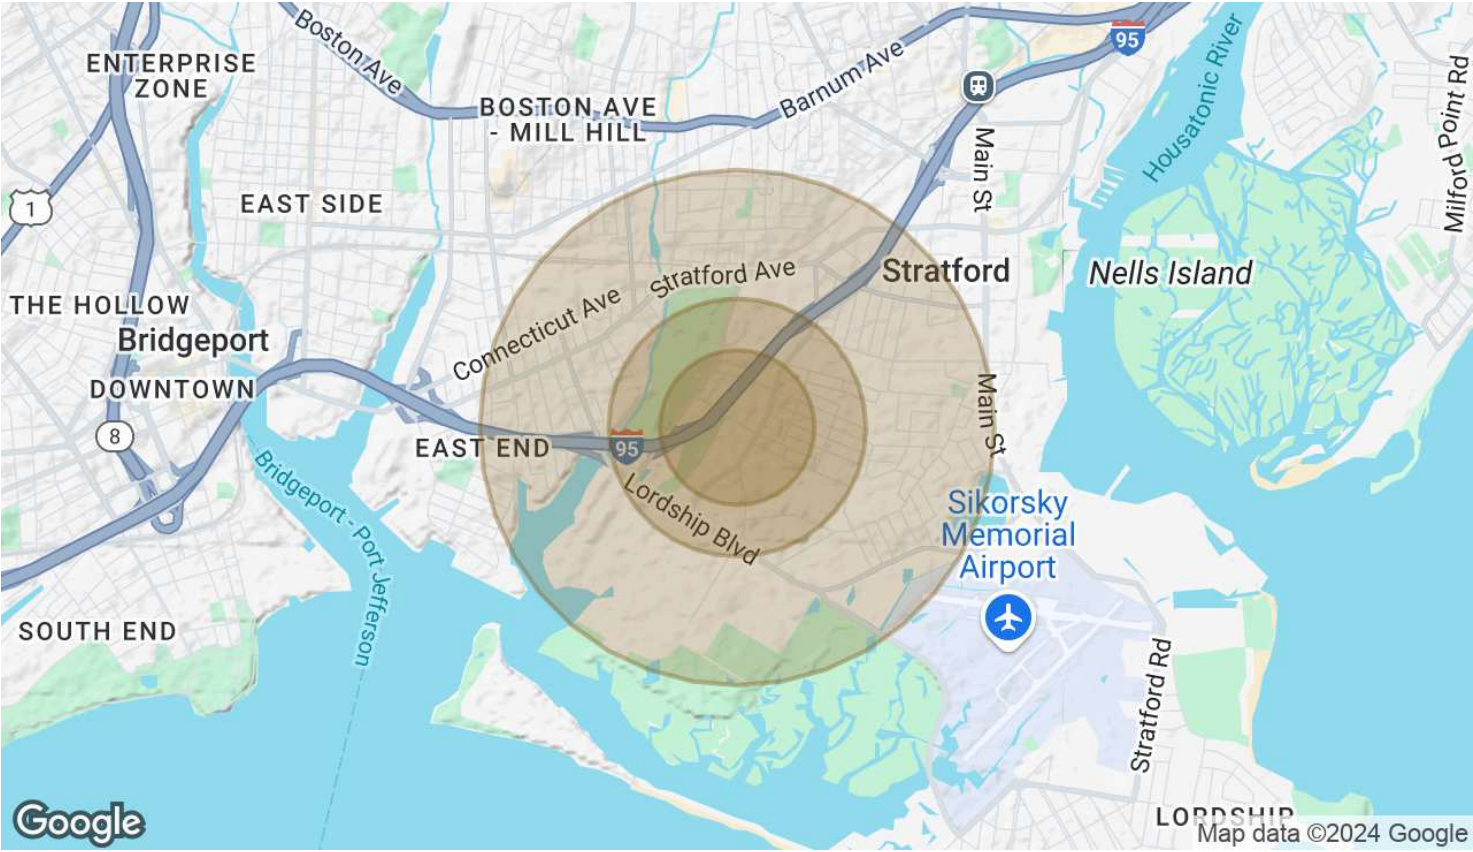 Boston Ave
95
Housatonic River
ENTERPRISE
ZONE
Barnum Ave
Milford Point Rd
BOSTON AVE
- MILL HILL
Main St
1
EAST SIDE
Stratford Ave
Stratford
Nells Island
THE HOLLOW
Connecticut Ave
Bridgeport
DOWNTOWN
Main St
8
EAST END
95
Bridgeport - Port Jefferson
Lordship Blvd
Sikorsky
Memorial
Airport
SOUTH END
Stratford Rd
LORDSHIP
Google
Map data ©2024 Google